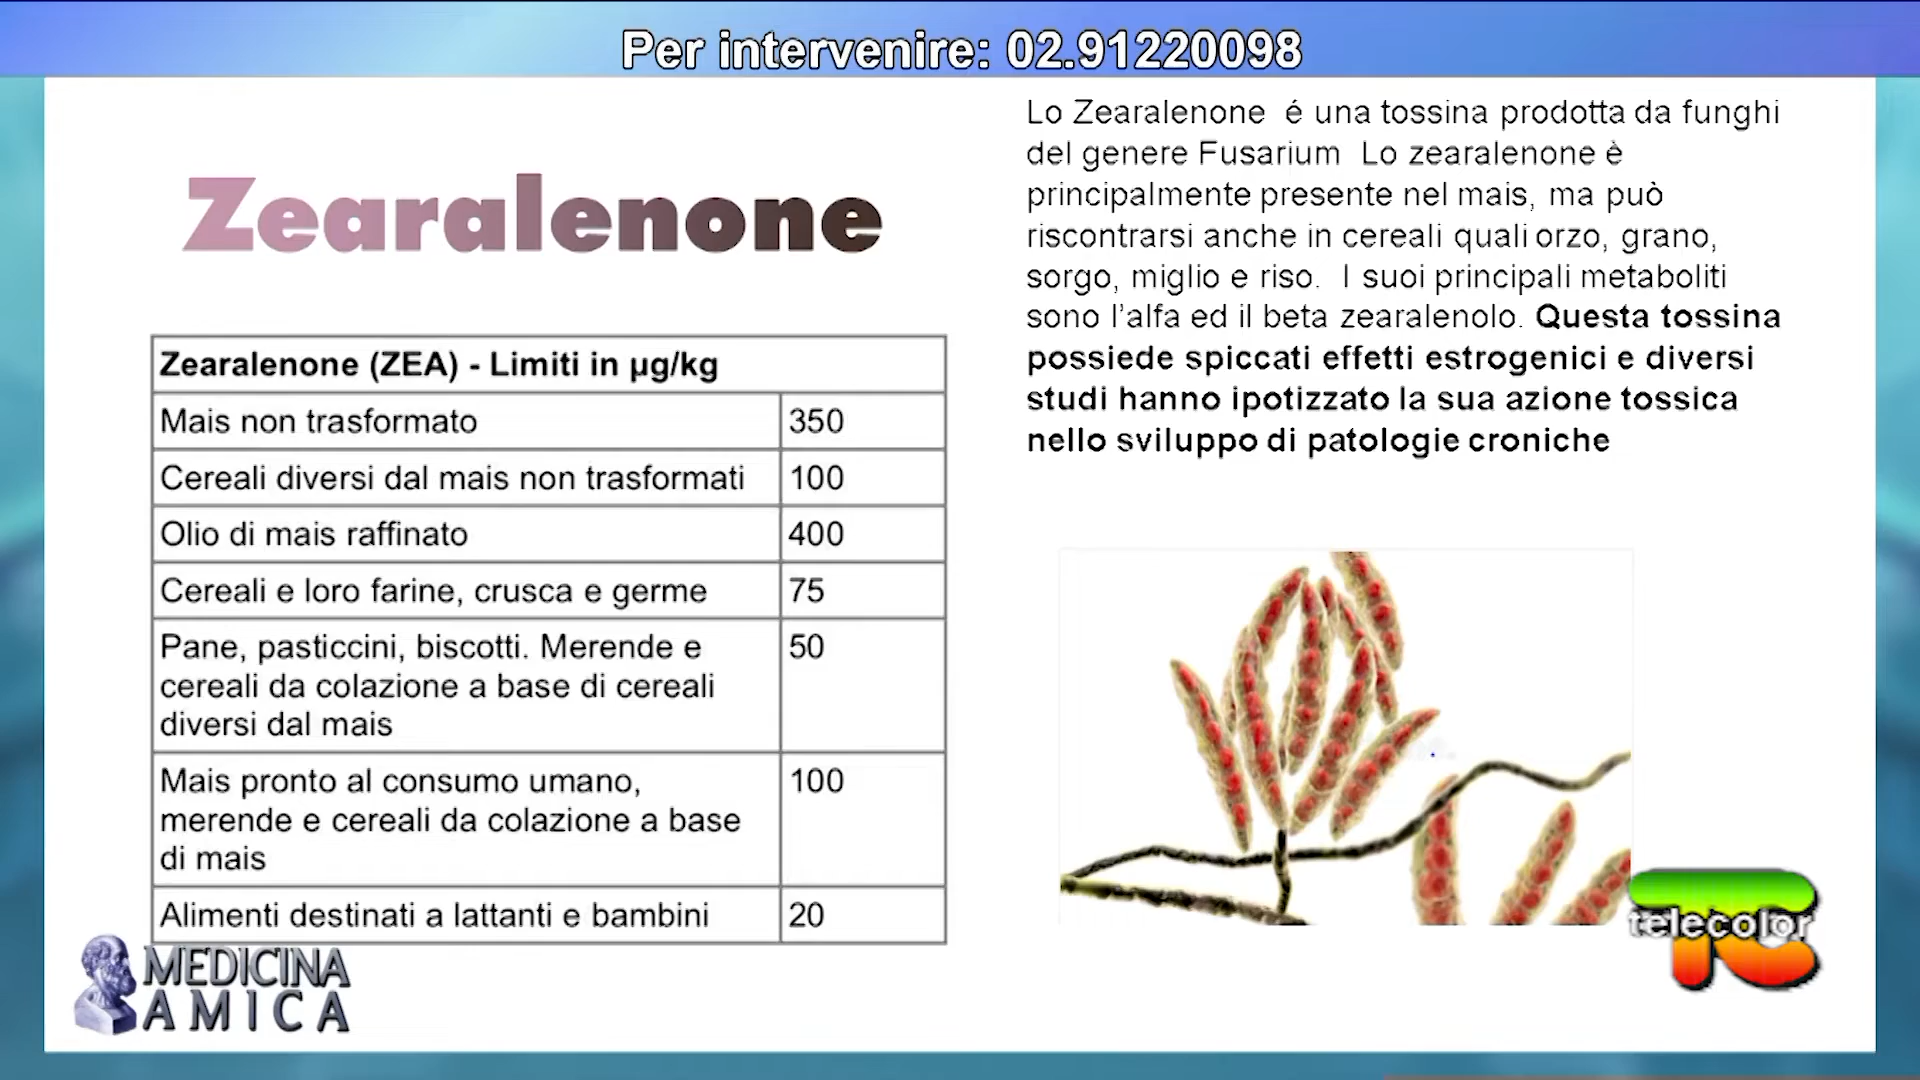 Per intervenire: 02.91220098
Zearalenone
Zearalenone (ZEA) - Limiti in µg/kg
Mais non trasformato 350
Cereali diversi dal mais non trasformati 100
Olio di mais raffinato 400
Cereali e loro farine, crusca e germe 75
Pane, pasticcini, biscotti. Merende e 50
cereali da colazione a base di cereali
diversi dal mais
Mais pronto al consumo umano, 100
merende e cereali da colazione a base
di mais
Alimenti destinati a lattanti e bambini 20
Lo Zearalenone é una tossina prodotta da funghi
del genere Fusarium Lo zearalenone è
principalmente presente nel mais, ma può
riscontrarsi anche in cereali quali orzo, grano,
sorgo, miglio e riso. I suoi principali metaboliti
sono l'alfa ed il beta zearalenolo. Questa tossina
possiede spiccati effetti estrogenici e diversi
studi hanno ipotizzato la sua azione tossica
nello sviluppo di patologie croniche
MEDICINA
AMICA
telecolor